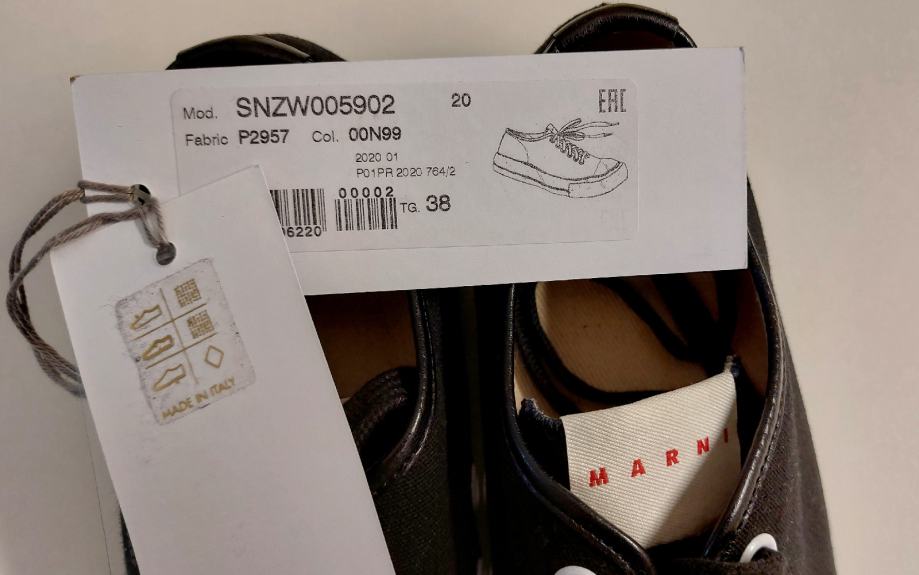 Mod. SNZW005902 20 EAC
Fabric P2957 Col. 00N99
2020 01
P01PR 2020 764/2
00002
6220
TG. 38
MADE IN ITALY
MARNI